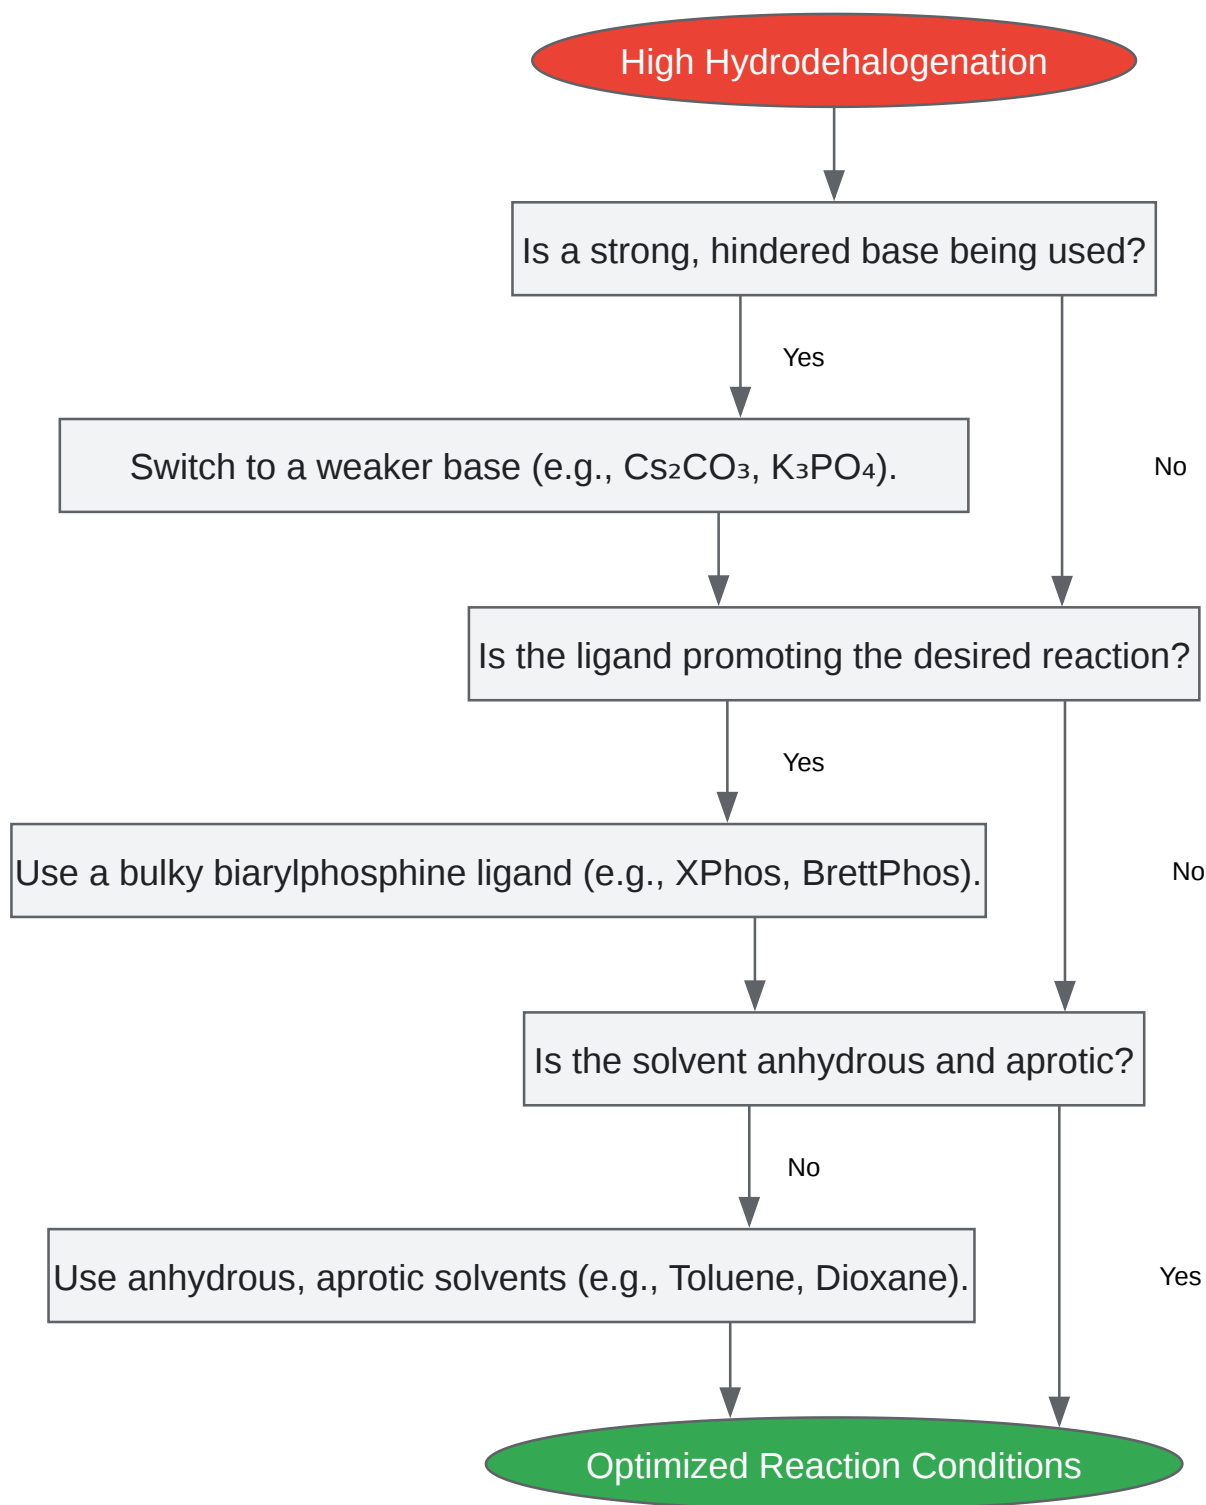 High Hydrodehalogenation
Is a strong, hindered base being used?
Yes
Switch to a weaker base (e.g., Cs₂CO₃, K₃PO₄).
No
Is the ligand promoting the desired reaction?
Yes
Use a bulky biarylphosphine ligand (e.g., XPhos, BrettPhos).
No
Is the solvent anhydrous and aprotic?
No
Use anhydrous, aprotic solvents (e.g., Toluene, Dioxane).
Yes
Optimized Reaction Conditions